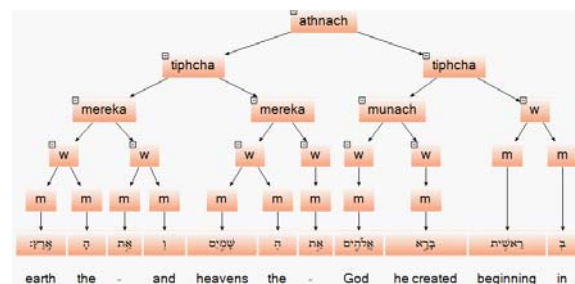 athnach
tiphcha tiphcha
mereka mereka munach w
w w w w w w m m
m m m m m m m m
אָֽרֶץ׃ הָ אֵ֥ת וְ שָּׁמַ֖יִם הַ אֵ֥ת אֱלֹהִ֑ים בָּרָ֣א רֵאשִׁ֖ית בְּ
earth the - and heavens the - God he created beginning in